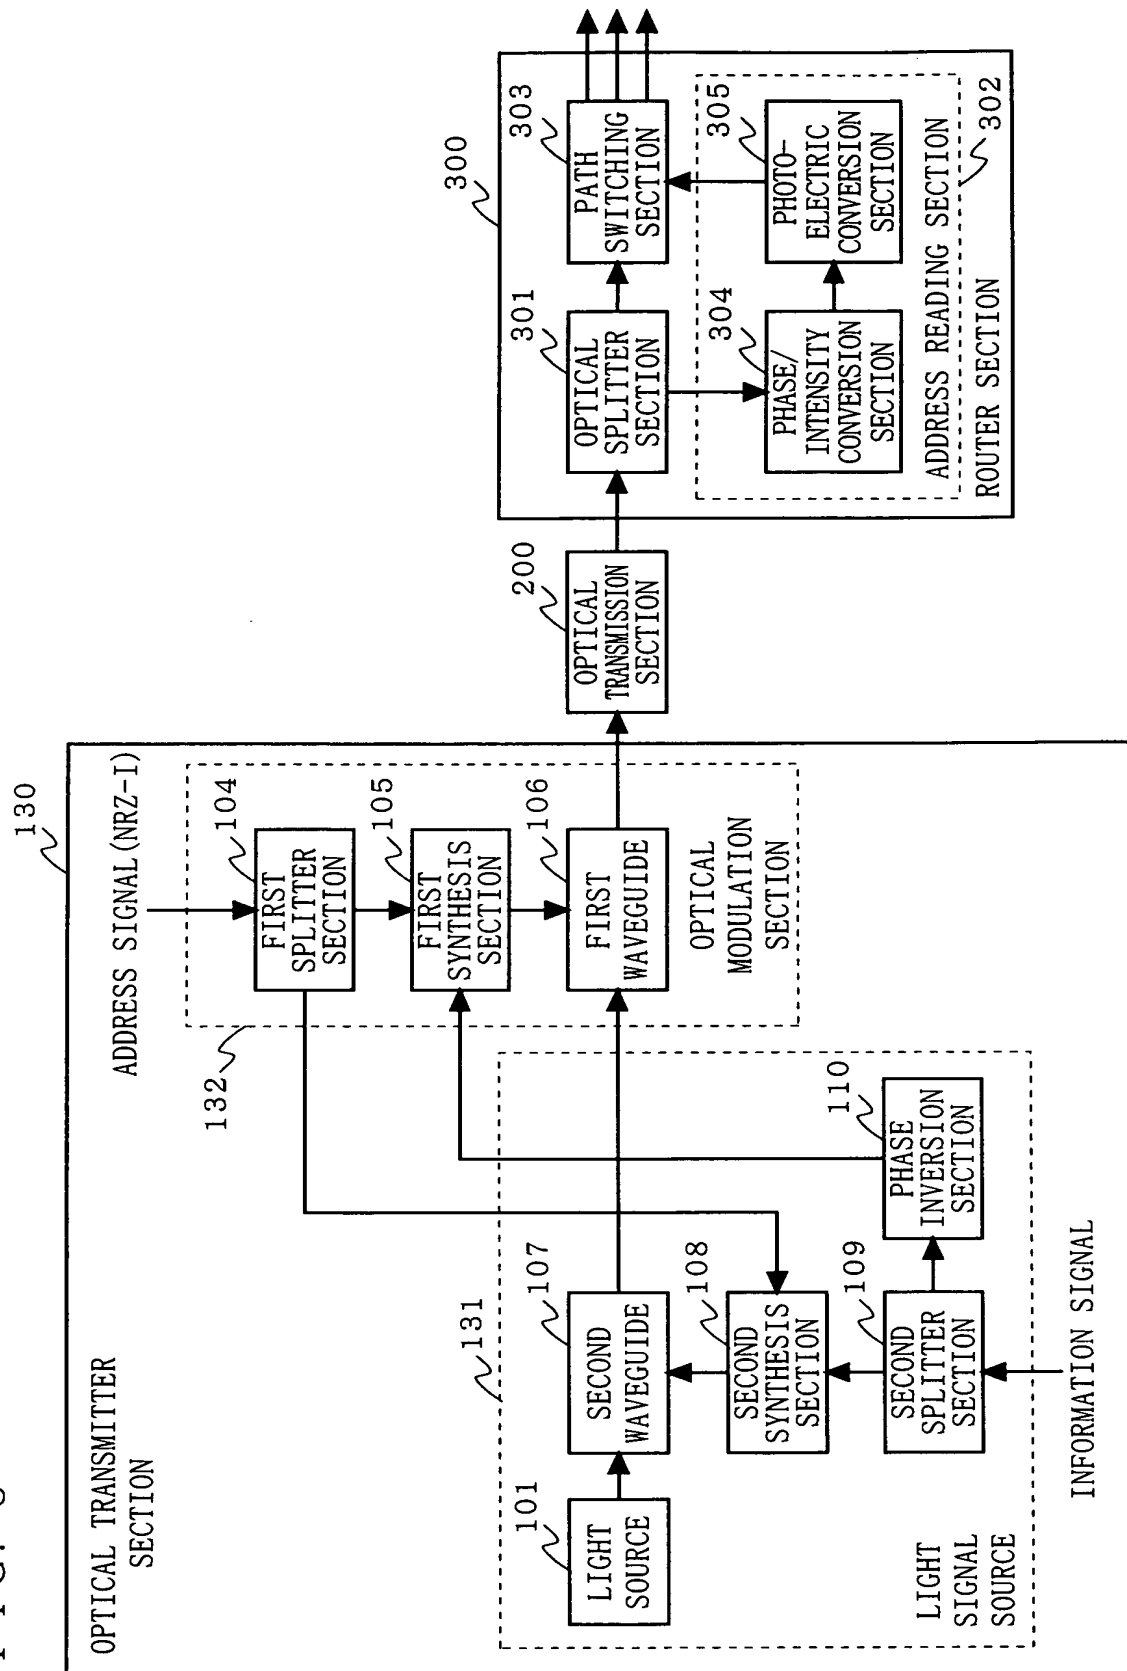 FIG.
OPTICAL TRANSMITTER
SECTION
130
ADDRESS SIGNAL (NRZ-I)
132
104
FIRST
SPLITTER
SECTION
105
FIRST
SYNTHESIS
SECTION
106
FIRST
WAVEGUIDE
OPTICAL
MODULATION
SECTION
131
101
LIGHT
SOURCE
107
SECOND
WAVEGUIDE
108
SECOND
SYNTHESIS
SECTION
109
SECOND
SPLITTER
SECTION
110
PHASE
INVERSION
SECTION
LIGHT
SIGNAL
SOURCE
INFORMATION SIGNAL
200
OPTICAL
TRANSMISSION
SECTION
300
301
OPTICAL
SPLITTER
SECTION
303
PATH
SWITCHING
SECTION
304
PHASE/
INTENSITY
CONVERSION
SECTION
305
PHOTO-
ELECTRIC
CONVERSION
SECTION
ADDRESS READING SECTION
302
ROUTER SECTION